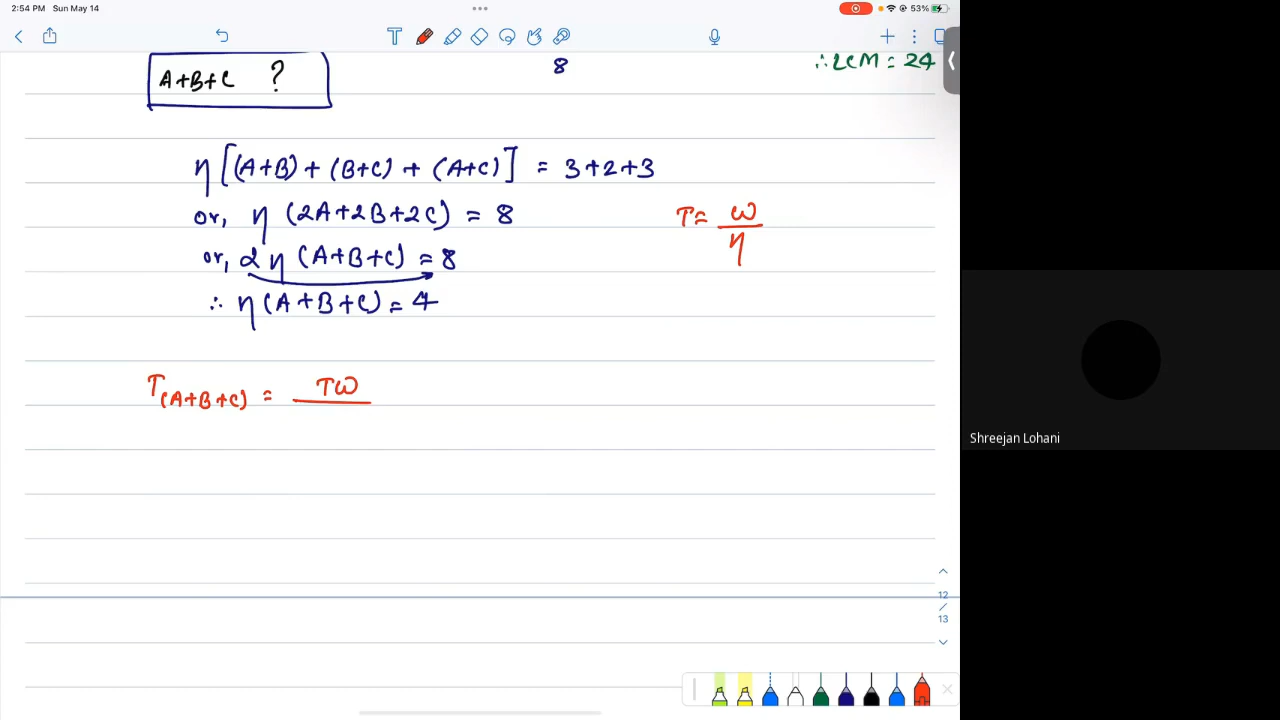 2:54 PM Sun May 14
53%
A+B+C ?
8
∴LCM = 24
η[(A+B) + (B+C) + (A+C)] = 3+2+3
or, η (2A+2B+2C) = 8
T = ω/η
or, 2η (A+B+C) = 8
∴ η(A+B+C) = 4
T(A+B+C) = TW
12
/
13
Shreejan Lohani